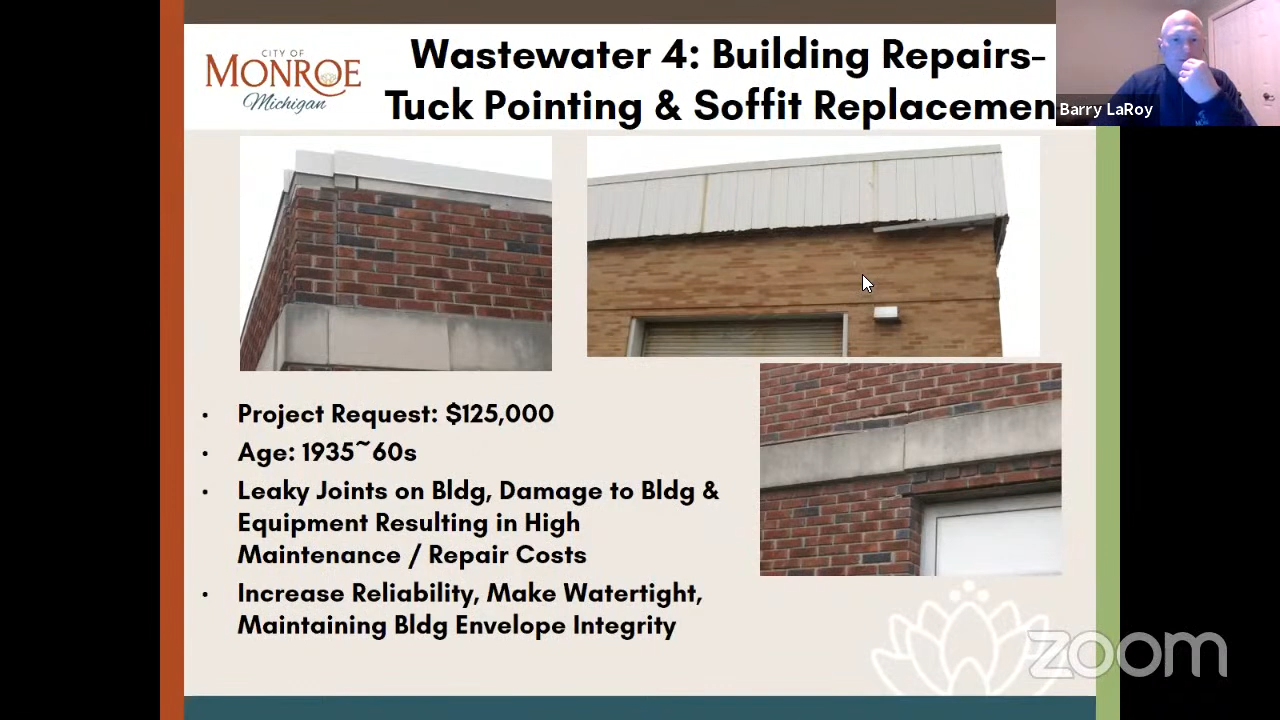 CITY OF
MONROE
Michigan
Wastewater 4: Building Repairs-
Tuck Pointing & Soffit Replacemen
Barry LaRoy
• Project Request: $125,000
• Age: 1935~60s
• Leaky Joints on Bldg, Damage to Bldg &
Equipment Resulting in High
Maintenance / Repair Costs
• Increase Reliability, Make Watertight,
Maintaining Bldg Envelope Integrity
zoom